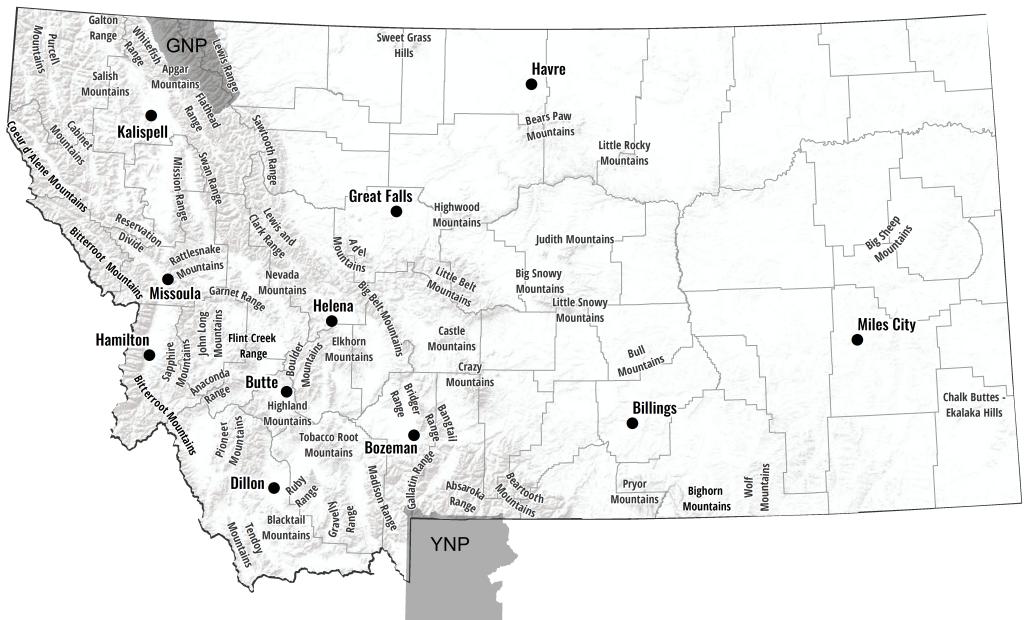 Galton
Range
Purcell
Mountains
Whitefish
Range
GNP
Lewis Range
Sweet Grass
Hills
Apgar
Mountains
Salish
Mountains
Havre
Flathead
Range
Kalispell
Cabinet
Mountains
Sawtooth Range
Bears Paw
Mountains
Little Rocky
Mountains
Coeur d'Alene Mountains
Mission Range
Swan Range
Great Falls
Highwood
Mountains
Lewis and
Clark Range
Reservation
Divide
Bitterroot Mountains
Rattlesnake
Mountains
Adel
Mountains
Judith Mountains
Big Sheep
Mountains
Missoula
Nevada
Mountains
Little Belt
Mountains
Big Snowy
Mountains
Garnet Range
Big Belt Mountains
Little Snowy
Mountains
Helena
Miles City
Hamilton
Sapphire
Mountains
John Long
Mountains
Flint Creek
Range
Boulder
Mountains
Elkhorn
Mountains
Castle
Mountains
Bull
Mountains
Crazy
Mountains
Bitterroot Mountains
Anaconda
Range
Butte
Highland
Mountains
Bridger
Range
Bangtail
Range
Billings
Chalk Buttes -
Ekalaka Hills
Pioneer
Mountains
Tobacco Root
Mountains
Bozeman
Dillon
Ruby
Range
Madison Range
Gallatin Range
Absaroka
Range
Beartooth
Mountains
Pryor
Mountains
Bighorn
Mountains
Wolf
Mountains
Tendoy
Mountains
Blacktail
Mountains
Gravelly
Range
YNP